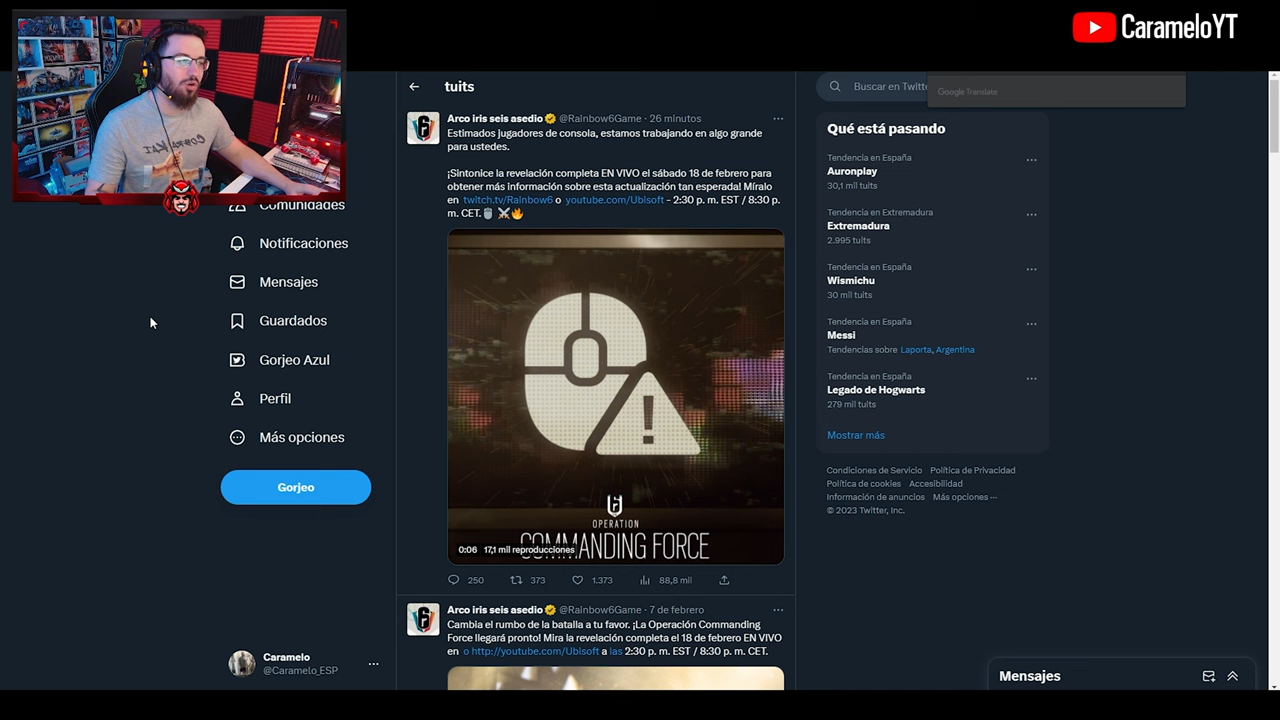 CarameloYT
tuits
Buscar en Twitte
Google Translate
Comunidades
Notificaciones
Mensajes
Guardados
Gorjeo Azul
Perfil
Más opciones
Gorjeo
Caramelo
@Caramelo_ESP
Arco iris seis asedio @Rainbow6Game · 26 minutos
Estimados jugadores de consola, estamos trabajando en algo grande
para ustedes.
¡Sintonice la revelación completa EN VIVO el sábado 18 de febrero para
obtener más información sobre esta actualización tan esperada! Míralo
en twitch.tv/Rainbow6 o youtube.com/Ubisoft - 2:30 p. m. EST / 8:30 p.
m. CET.
OPERATION
COMMANDING FORCE
0:06 17,1 mil reproducciones
250 373 1.373 88,8 mil
Arco iris seis asedio @Rainbow6Game · 7 de febrero
Cambia el rumbo de la batalla a tu favor. ¡La Operación Commanding
Force llegará pronto! Mira la revelación completa el 18 de febrero EN VIVO
en o http://youtube.com/Ubisoft a las 2:30 p. m. EST / 8:30 p. m. CET.
Qué está pasando
Tendencia en España
Auronplay
30,1 mil tuits
Tendencia en Extremadura
Extremadura
2.995 tuits
Tendencia en España
Wismichu
30 mil tuits
Tendencia en España
Messi
Tendencias sobre Laporta, Argentina
Tendencia en España
Legado de Hogwarts
279 mil tuits
Mostrar más
Condiciones de Servicio Política de Privacidad
Política de cookies Accesibilidad
Información de anuncios Más opciones ···
© 2023 Twitter, Inc.
Mensajes